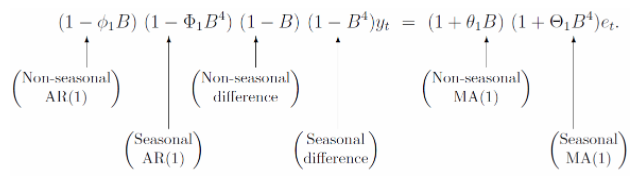 (1 − ϕ₁B) (1 − Φ₁B⁴) (1 − B) (1 − B⁴)yₜ = (1 + θ₁B) (1 + Θ₁B⁴)eₜ.
(Non-seasonal AR(1)) (Non-seasonal difference) (Non-seasonal MA(1))
(Seasonal AR(1)) (Seasonal difference) (Seasonal MA(1))